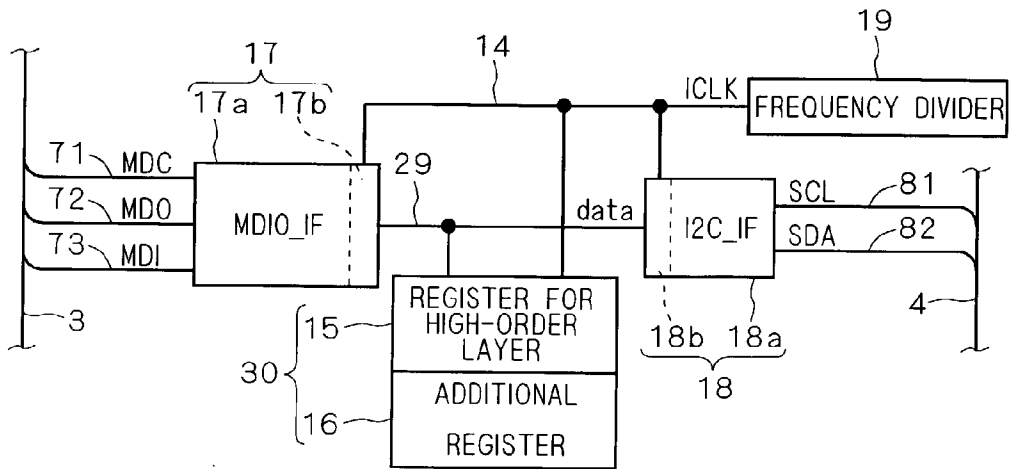 17
14
19
17a 17b
ICLK
FREQUENCY DIVIDER
71 MDC
72 MDO
73 MDI
MDIO_IF
29
data
I2C_IF
SCL 81
SDA 82
3
15
REGISTER FOR
HIGH-ORDER
LAYER
18b 18a
4
30
18
16
ADDITIONAL
REGISTER